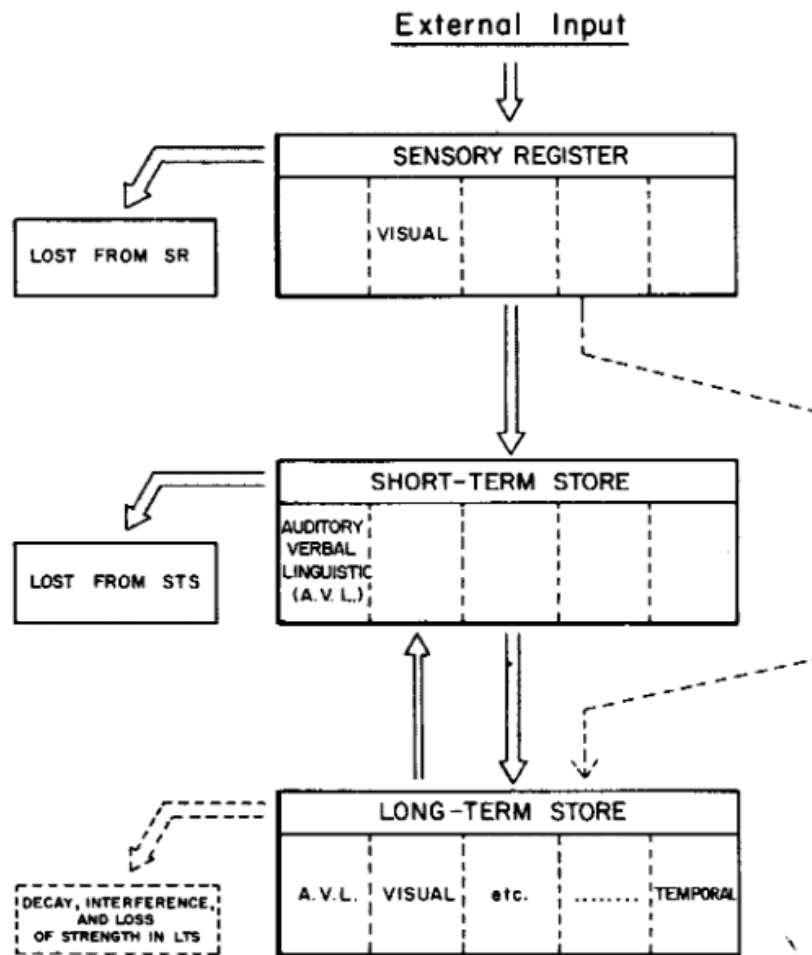 External Input
SENSORY REGISTER
LOST FROM SR
VISUAL
SHORT-TERM STORE
LOST FROM STS
AUDITORY
VERBAL
LINGUISTIC
(A.V.L.)
LONG-TERM STORE
DECAY, INTERFERENCE,
AND LOSS
OF STRENGTH IN LTS
A.V.L.
VISUAL
etc.
........
TEMPORAL